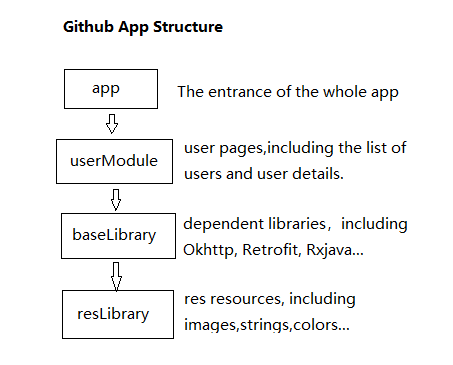 Github App Structure
app
The entrance of the whole app
userModule
user pages,including the list of
users and user details.
baseLibrary
dependent libraries，including
Okhttp, Retrofit, Rxjava...
resLibrary
res resources, including
images,strings,colors...